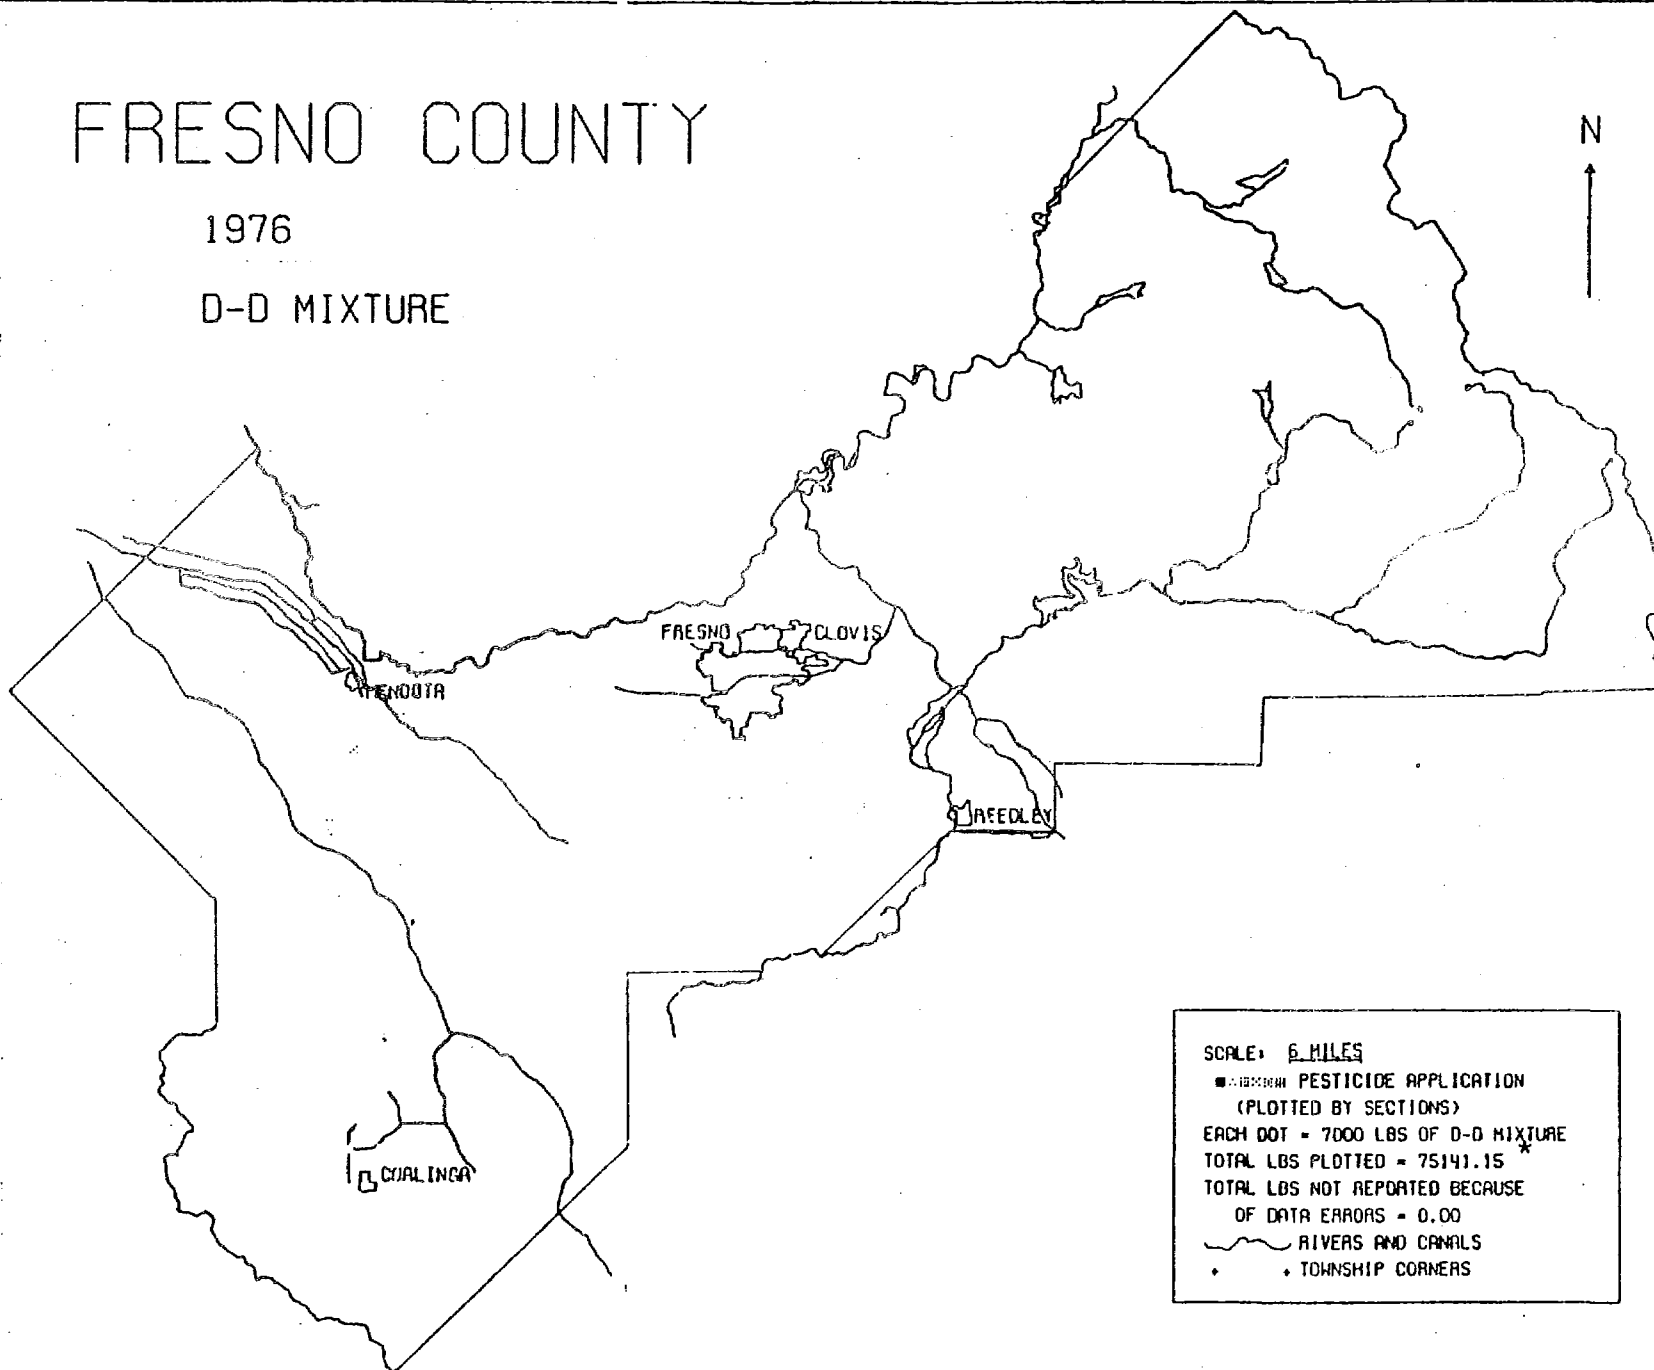 FRESNO COUNTY
1976
D-D MIXTURE
N
FRESNO
CLOVIS
MENDOTA
REEDLEY
COALINGA
SCALE: 6 MILES
PESTICIDE APPLICATION
(PLOTTED BY SECTIONS)
EACH DOT = 7000 LBS OF D-D MIXTURE
TOTAL LBS PLOTTED = 75141.15 *
TOTAL LBS NOT REPORTED BECAUSE
OF DATA ERRORS = 0.00
RIVERS AND CANALS
TOWNSHIP CORNERS